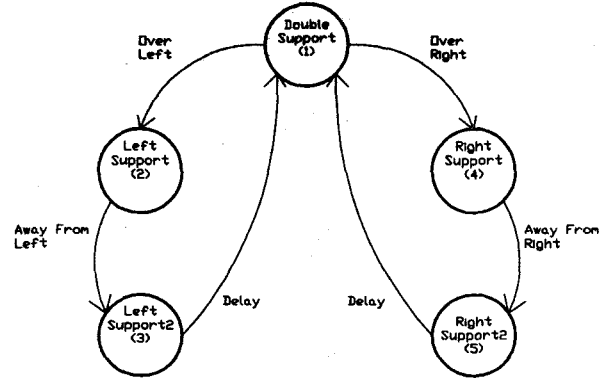 Double
Support
(1)
Over
Left
Over
Right
Left
Support
(2)
Right
Support
(4)
Away From
Left
Away From
Right
Delay
Delay
Left
Support2
(3)
Right
Support2
(5)